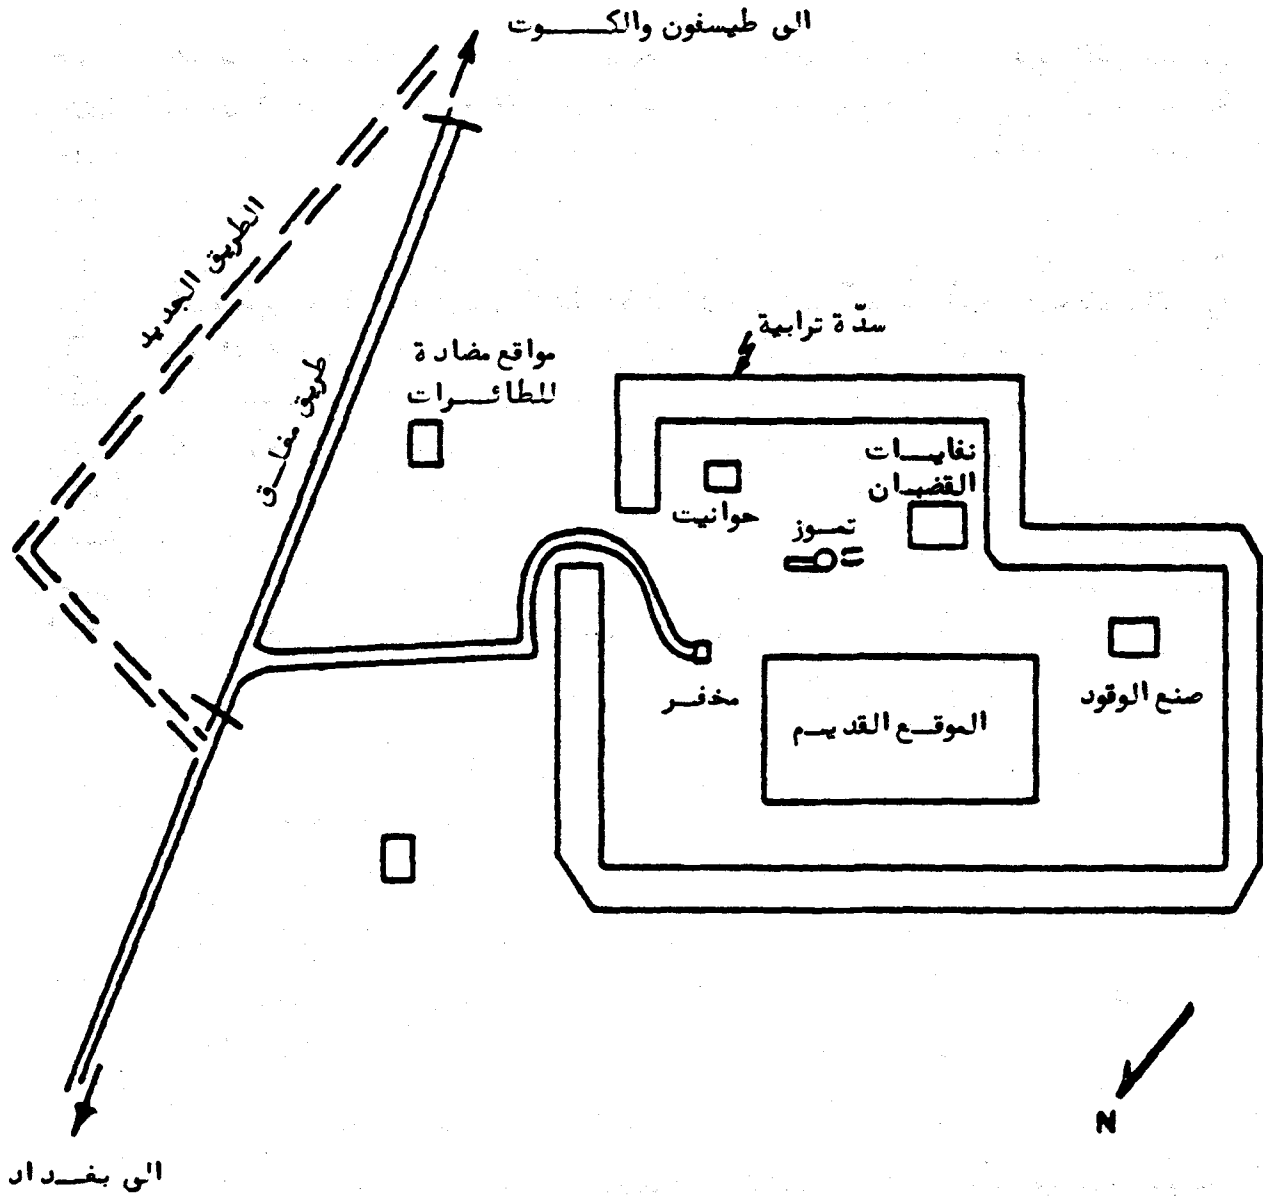 الى طيسفون والكوت
الطريق الجديد
طريق مغلق
سدّة ترابية
مواقع مضادة
للطائرات
نفايات
القضبان
حوانيت
تموز
مخفر
صنع الوقود
الموقع القديم
N
الى بغداد